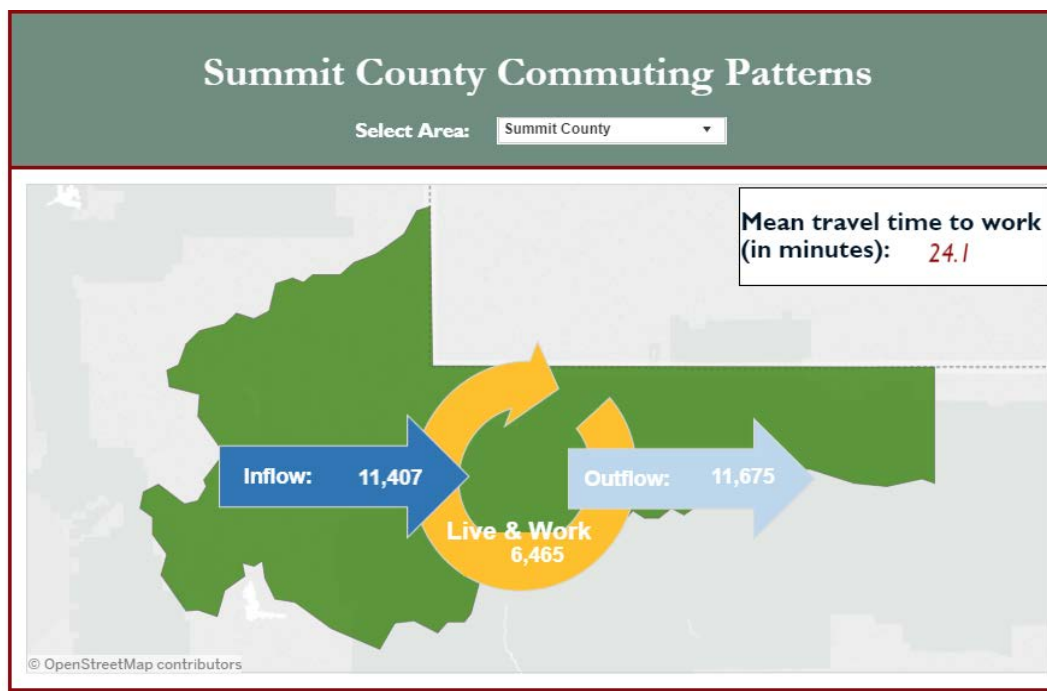 Summit County Commuting Patterns
Select Area: Summit County
Mean travel time to work
(in minutes): 24.1
Inflow: 11,407
Outflow: 11,675
Live & Work
6,465
© OpenStreetMap contributors